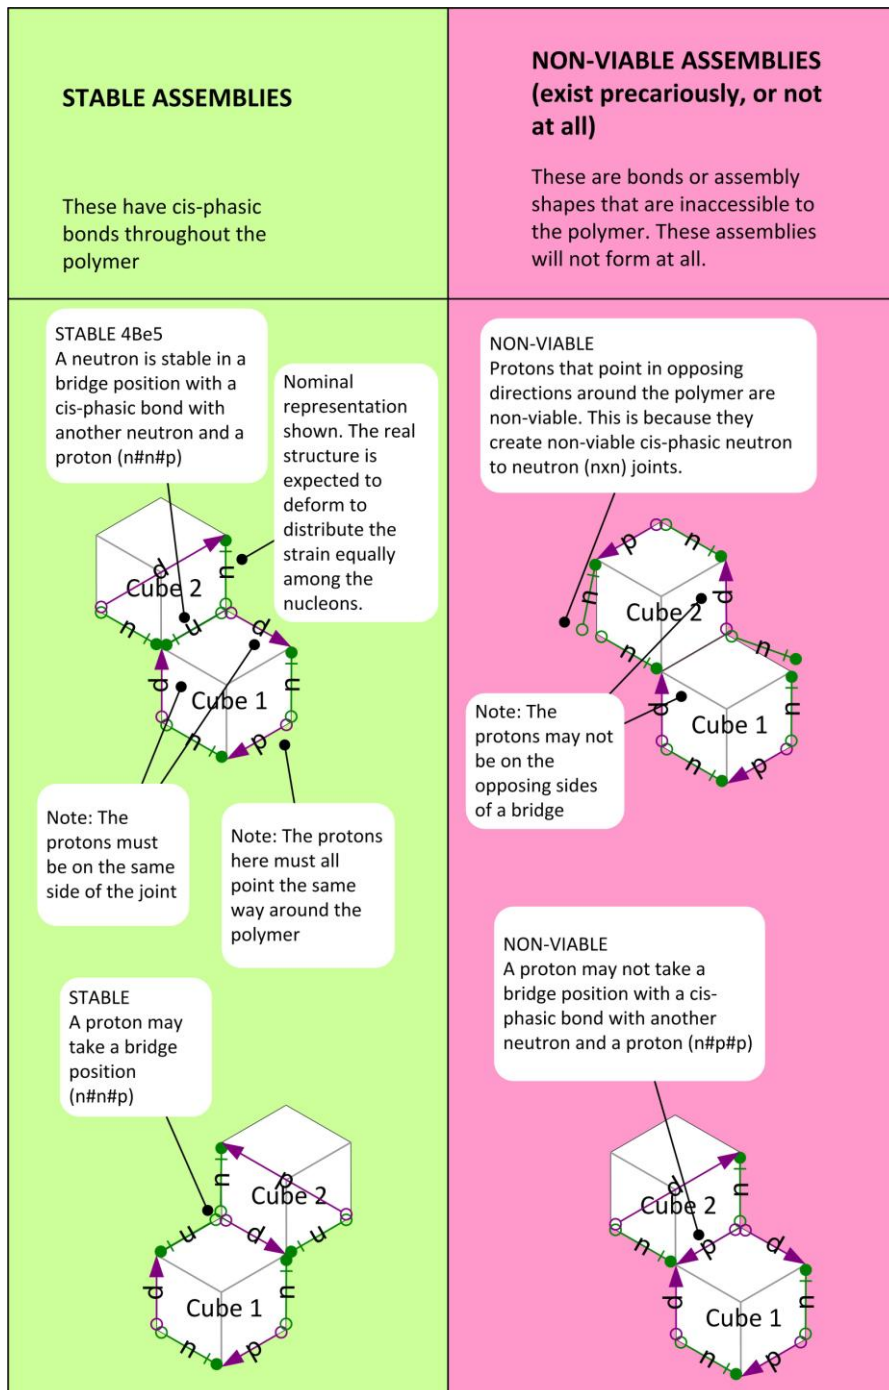 STABLE ASSEMBLIES
These have cis-phasic
bonds throughout the
polymer
NON-VIABLE ASSEMBLIES
(exist precariously, or not
at all)
These are bonds or assembly
shapes that are inaccessible to
the polymer. These assemblies
will not form at all.
STABLE 4Be5
A neutron is stable in a
bridge position with a
cis-phasic bond with
another neutron and a
proton (n#n#p)
Nominal
representation
shown. The real
structure is
expected to
deform to
distribute the
strain equally
among the
nucleons.
p
n
Cube 2
n
n
p
p
Cube 1
n
n
p
Note: The
protons must
be on the same
side of the joint
Note: The protons
here must all
point the same
way around the
polymer
STABLE
A proton may
take a bridge
position
(n#n#p)
n
p
Cube 2
n
p
n
p
Cube 1
n
n
p
NON-VIABLE
Protons that point in opposing
directions around the polymer are
non-viable. This is because they
create non-viable cis-phasic neutron
to neutron (nxn) joints.
p
n
n
Cube 2
p
n
n
p
Cube 1
n
n
p
Note: The
protons may not
be on the
opposing sides
of a bridge
NON-VIABLE
A proton may not take a
bridge position with a cis-
phasic bond with another
neutron and a proton (n#p#p)
p
n
Cube 2
n
p
p
p
Cube 1
n
n
p